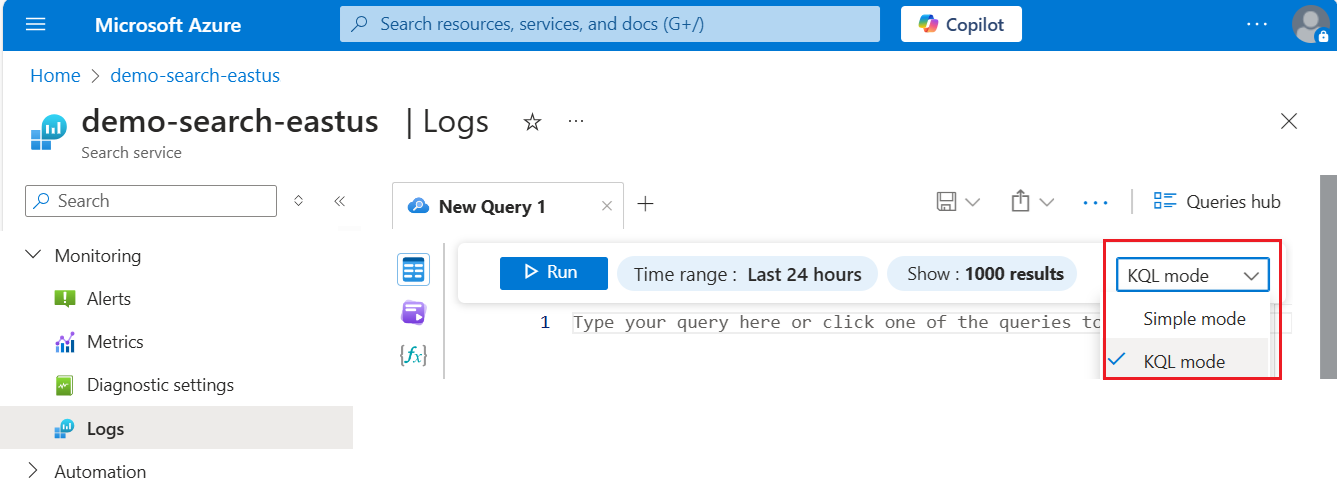 Microsoft Azure
Search resources, services, and docs (G+/)
Copilot
Home > demo-search-eastus
demo-search-eastus | Logs
Search service
Search
New Query 1
Queries hub
Monitoring
Alerts
Metrics
Diagnostic settings
Logs
Automation
{fx}
Run
Time range : Last 24 hours
Show : 1000 results
KQL mode
Simple mode
KQL mode
1 Type your query here or click one of the queries to